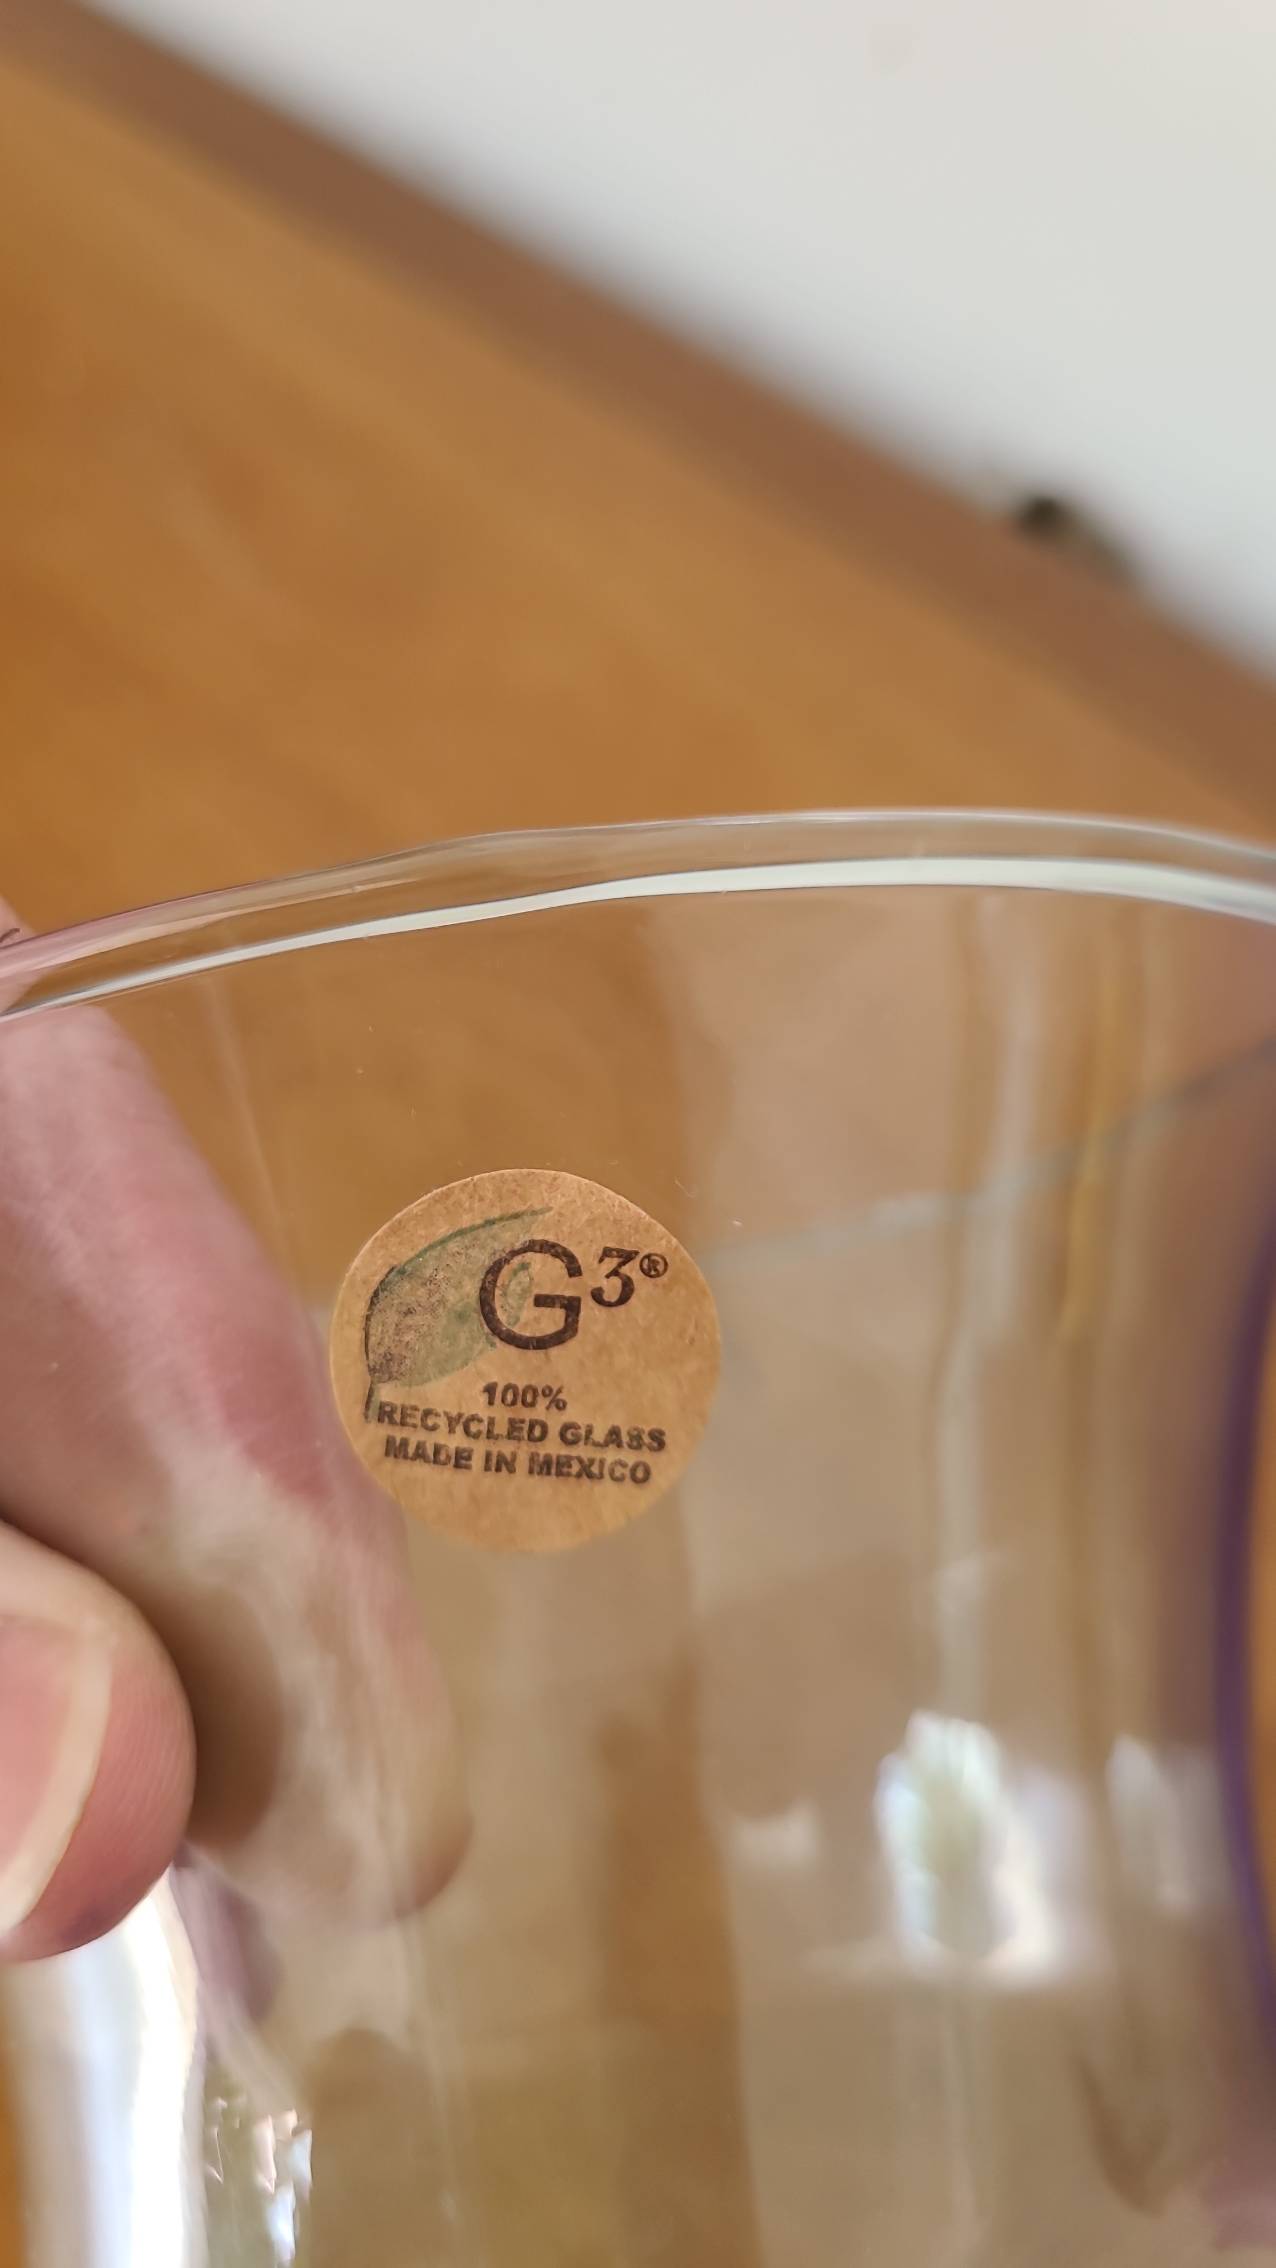 G3®
100%
RECYCLED GLASS
MADE IN MEXICO